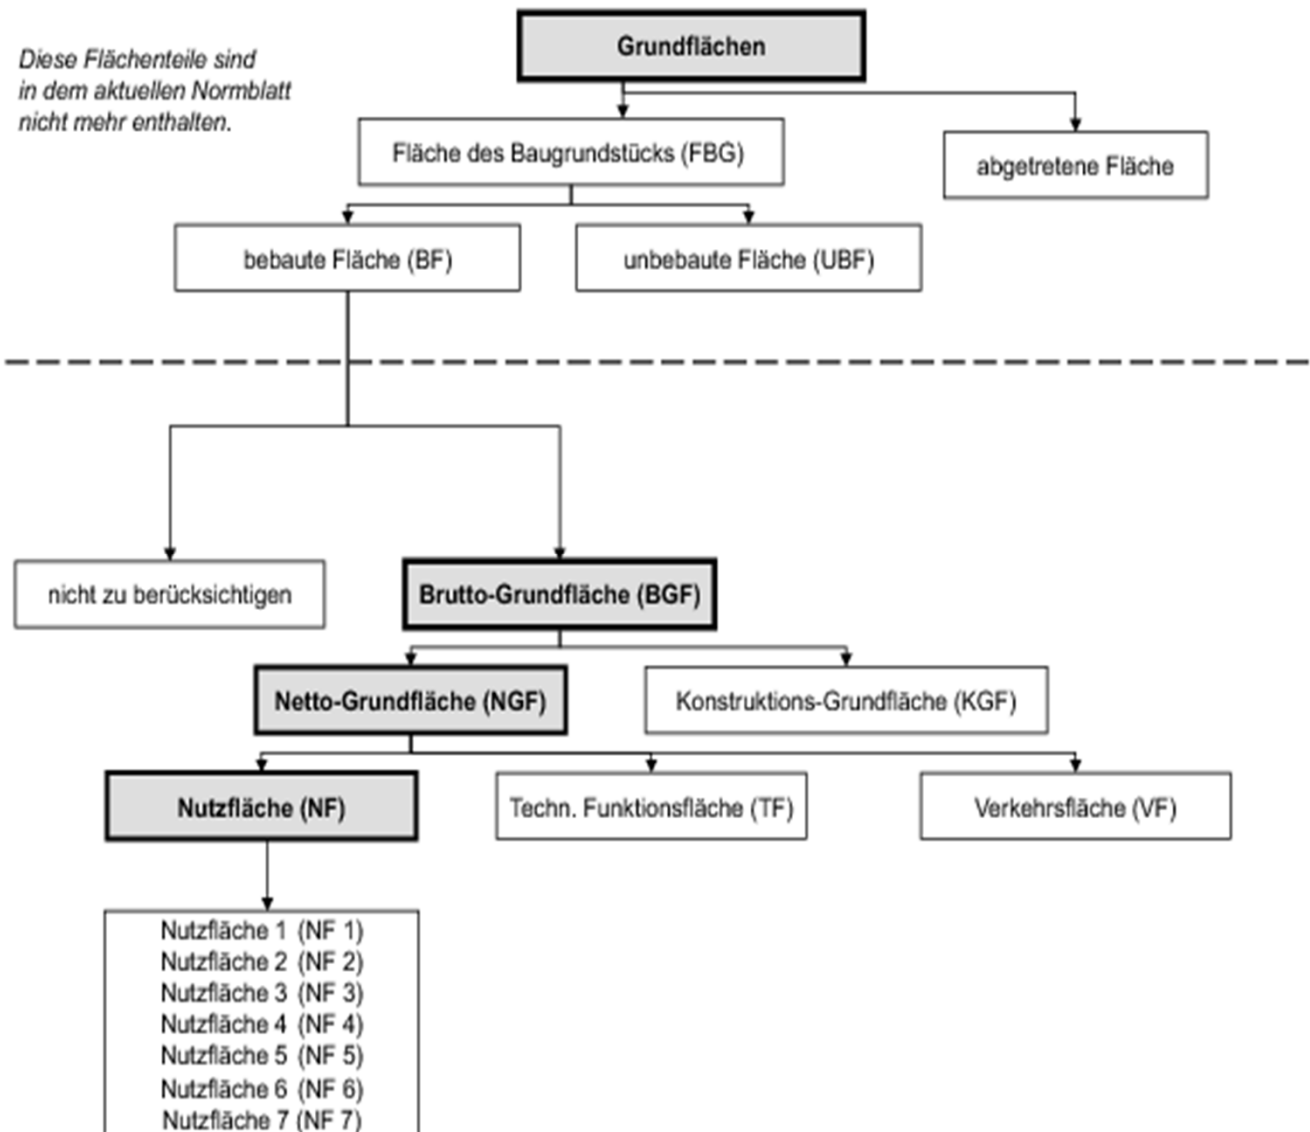 Grundflächen
Diese Flächenteile sind
in dem aktuellen Normblatt
nicht mehr enthalten.
Fläche des Baugrundstücks (FBG)
abgetretene Fläche
bebaute Fläche (BF)
unbebaute Fläche (UBF)
nicht zu berücksichtigen
Brutto-Grundfläche (BGF)
Netto-Grundfläche (NGF)
Konstruktions-Grundfläche (KGF)
Nutzfläche (NF)
Techn. Funktionsfläche (TF)
Verkehrsfläche (VF)
Nutzfläche 1 (NF 1)
Nutzfläche 2 (NF 2)
Nutzfläche 3 (NF 3)
Nutzfläche 4 (NF 4)
Nutzfläche 5 (NF 5)
Nutzfläche 6 (NF 6)
Nutzfläche 7 (NF 7)